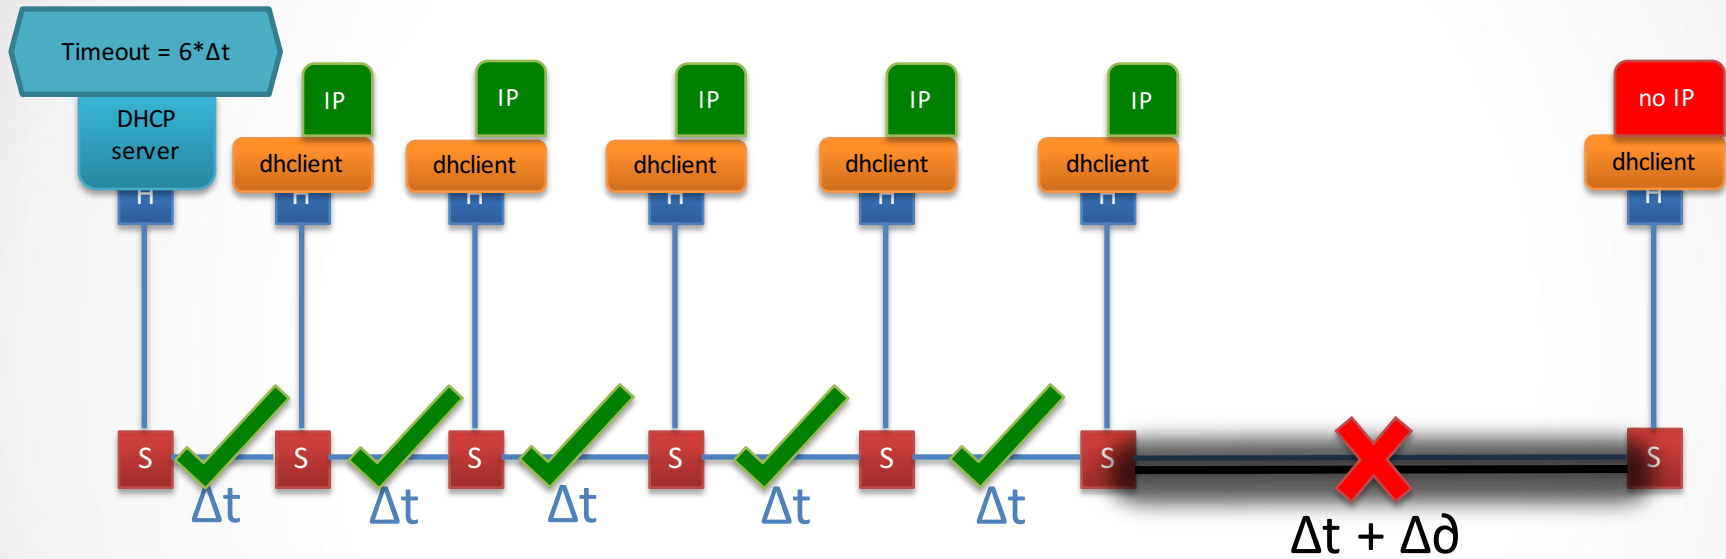 Timeout = 6*Δt
DHCP
server
IP
IP
IP
IP
IP
no IP
dhclient
dhclient
dhclient
dhclient
dhclient
dhclient
H
H
H
H
H
H
H
S
S
S
S
S
S
S
Δt
Δt
Δt
Δt
Δt
Δt + Δ∂